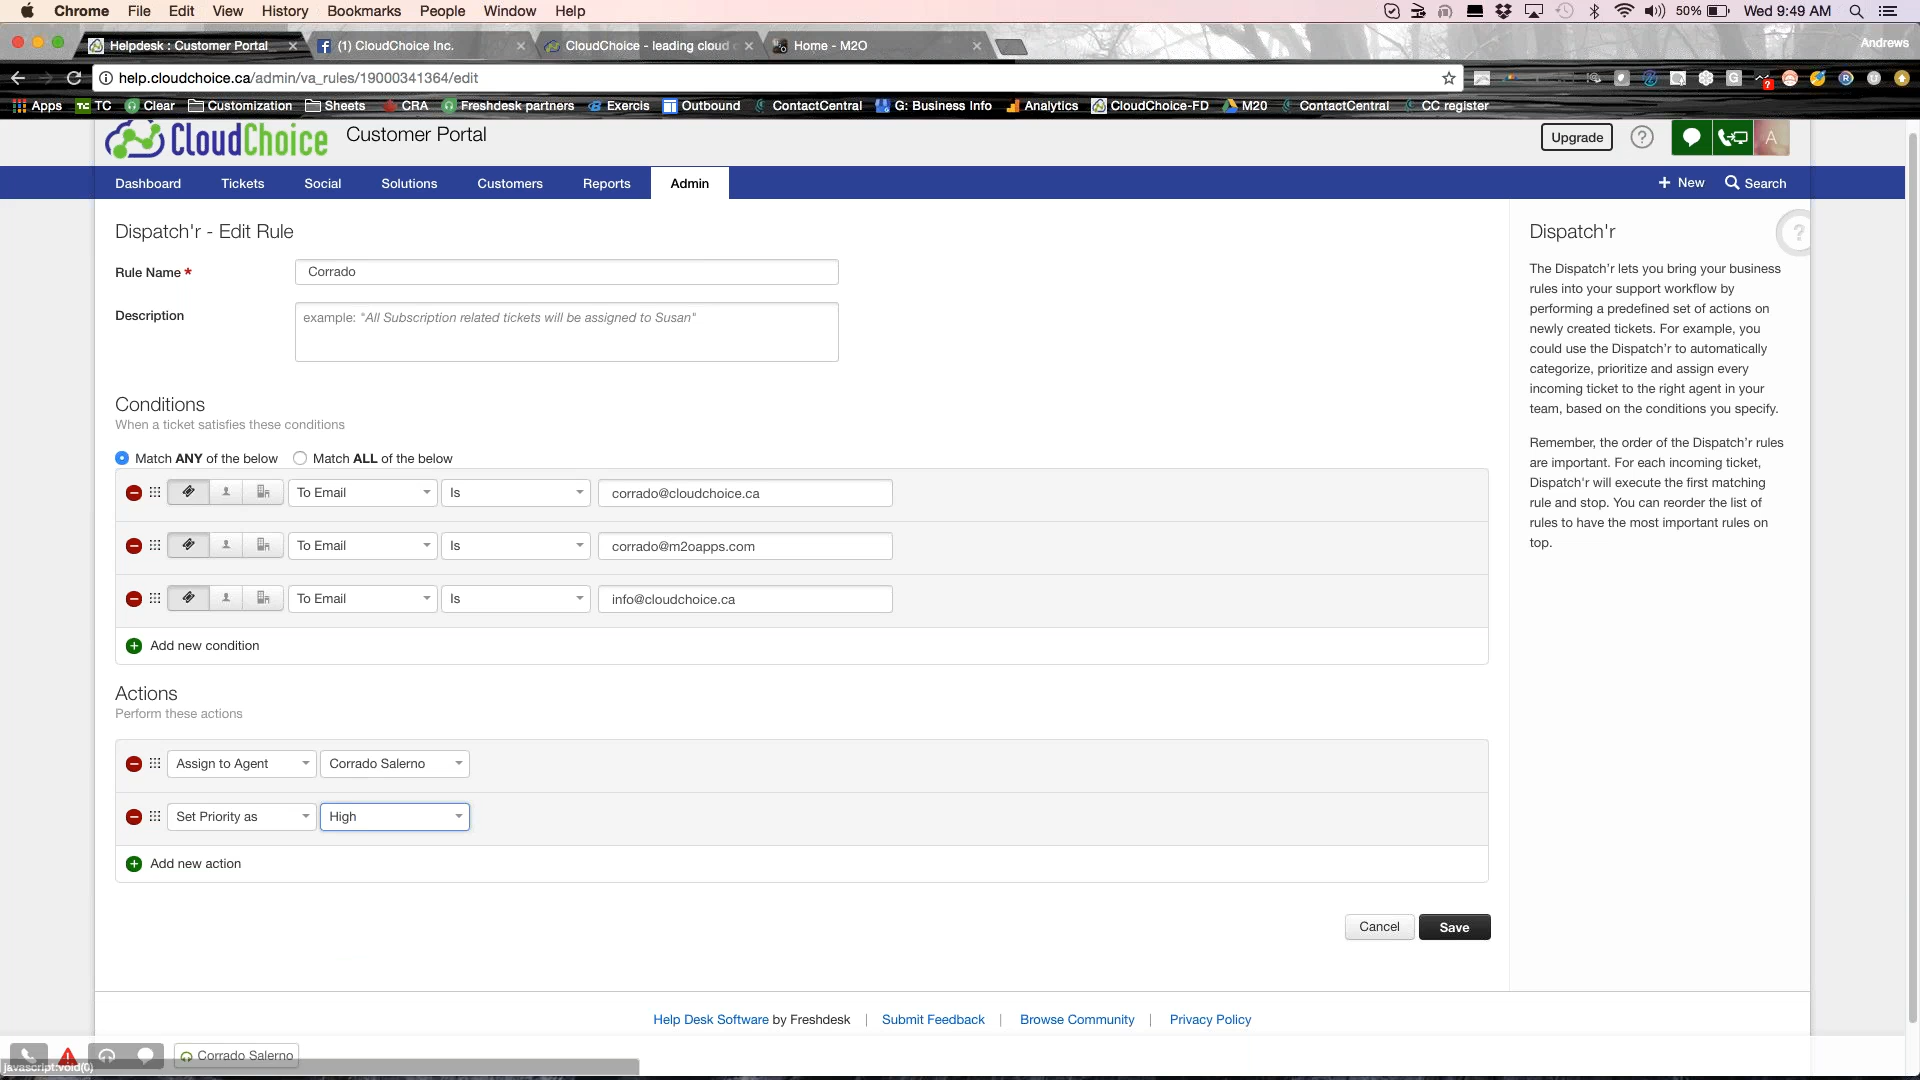 Chrome File Edit View History Bookmarks People Window Help 50% Wed 9:49 AM
Helpdesk : Customer Portal (1) CloudChoice Inc. CloudChoice - leading cloud Home - M2O Andrews
help.cloudchoice.ca/admin/va_rules/19000341364/edit
Apps TC Clear Customization Sheets CRA Freshdesk partners Exercis Outbound ContactCentral G: Business Info Analytics CloudChoice-FD M20 ContactCentral CC register
CloudChoice Customer Portal Upgrade ? A
Dashboard Tickets Social Solutions Customers Reports Admin + New Search
Dispatch'r - Edit Rule
Rule Name *
Corrado
Description
example: "All Subscription related tickets will be assigned to Susan"
Conditions
When a ticket satisfies these conditions
Match ANY of the below Match ALL of the below
To Email Is corrado@cloudchoice.ca
To Email Is corrado@m2oapps.com
To Email Is info@cloudchoice.ca
Add new condition
Actions
Perform these actions
Assign to Agent Corrado Salerno
Set Priority as High
Add new action
Cancel Save
Dispatch'r ?
The Dispatch'r lets you bring your business
rules into your support workflow by
performing a predefined set of actions on
newly created tickets. For example, you
could use the Dispatch'r to automatically
categorize, prioritize and assign every
incoming ticket to the right agent in your
team, based on the conditions you specify.
Remember, the order of the Dispatch'r rules
are important. For each incoming ticket,
Dispatch'r will execute the first matching
rule and stop. You can reorder the list of
rules to have the most important rules on
top.
Help Desk Software by Freshdesk | Submit Feedback | Browse Community | Privacy Policy
Corrado Salerno
javascript:void(0)